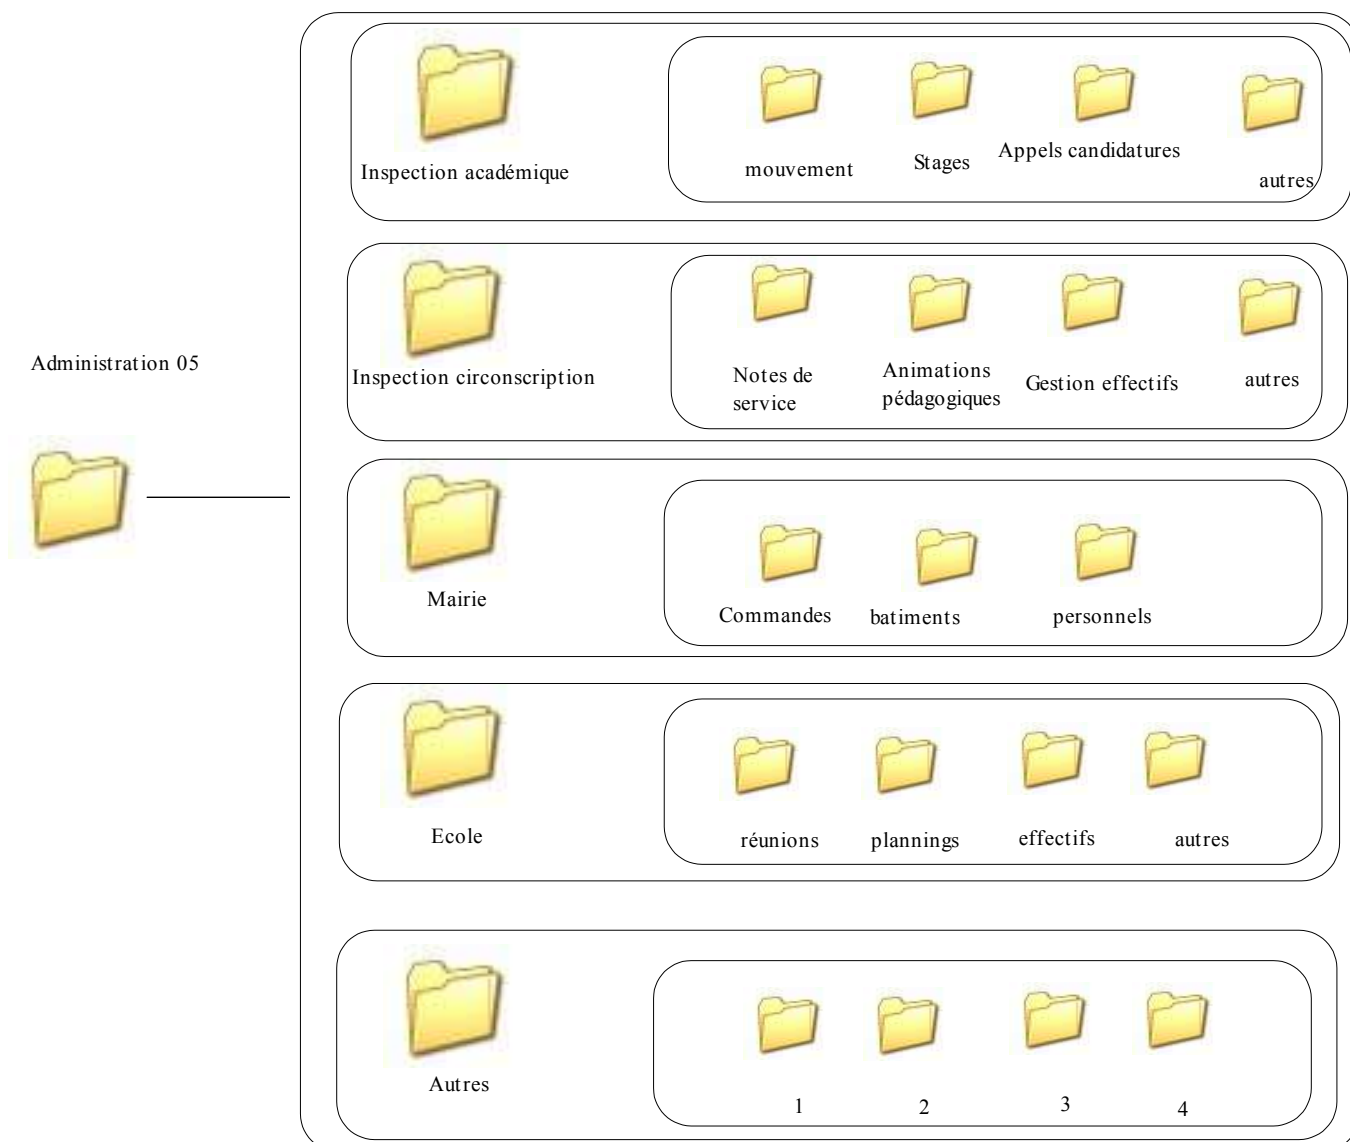 Administration 05
Inspection académique
mouvement
Stages
Appels candidatures
autres
Inspection circonscription
Notes de
service
Animations
pédagogiques
Gestion effectifs
autres
Mairie
Commandes
batiments
personnels
Ecole
réunions
plannings
effectifs
autres
Autres
1
2
3
4